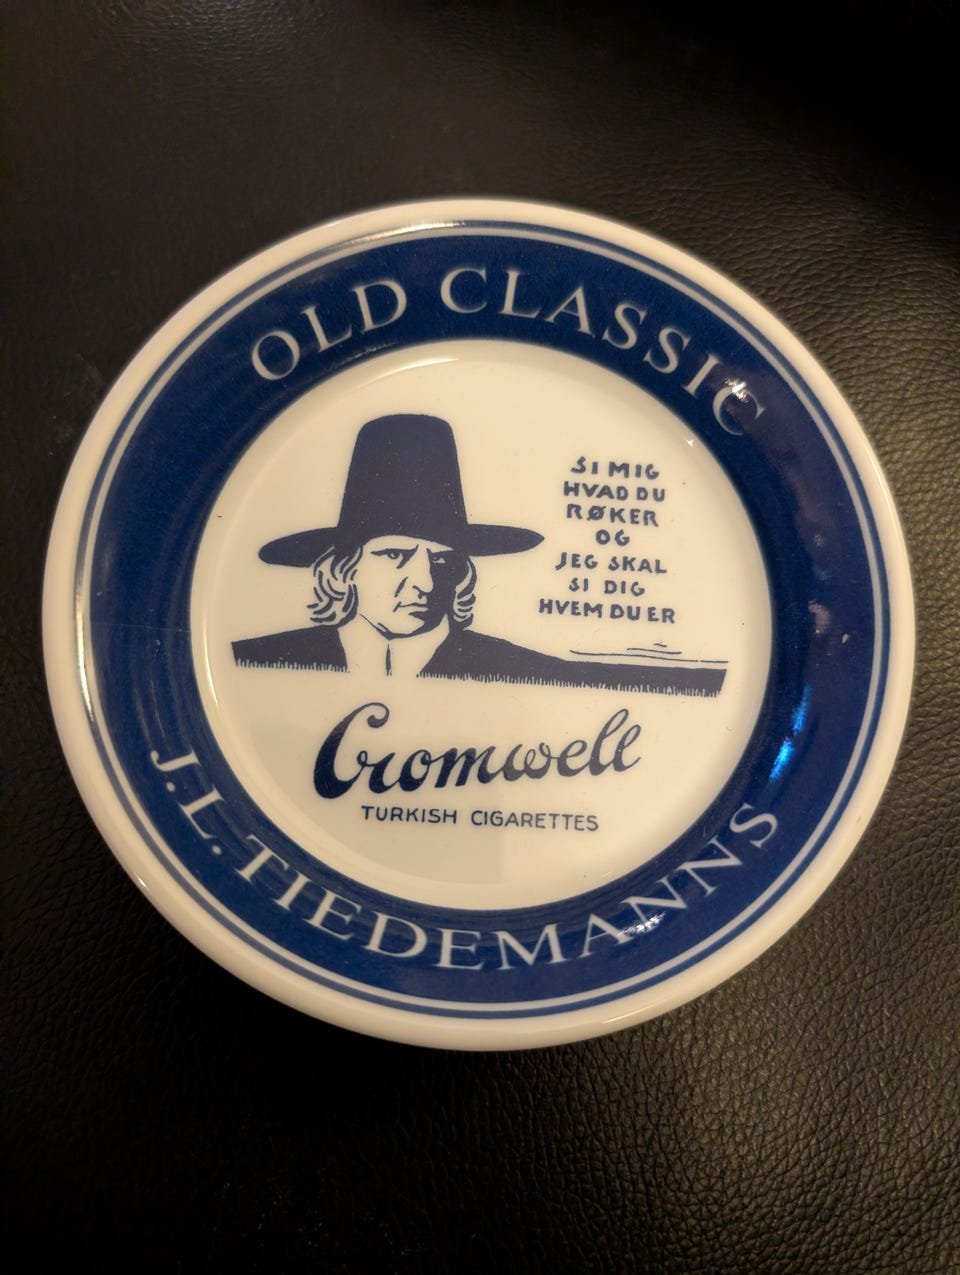 OLD CLASSIC
SI MIG
HVAD DU
RØKER
OG
JEG SKAL
SI DIG
HVEM DU ER
Cromwell
TURKISH CIGARETTES
J.L. TIEDEMANNS